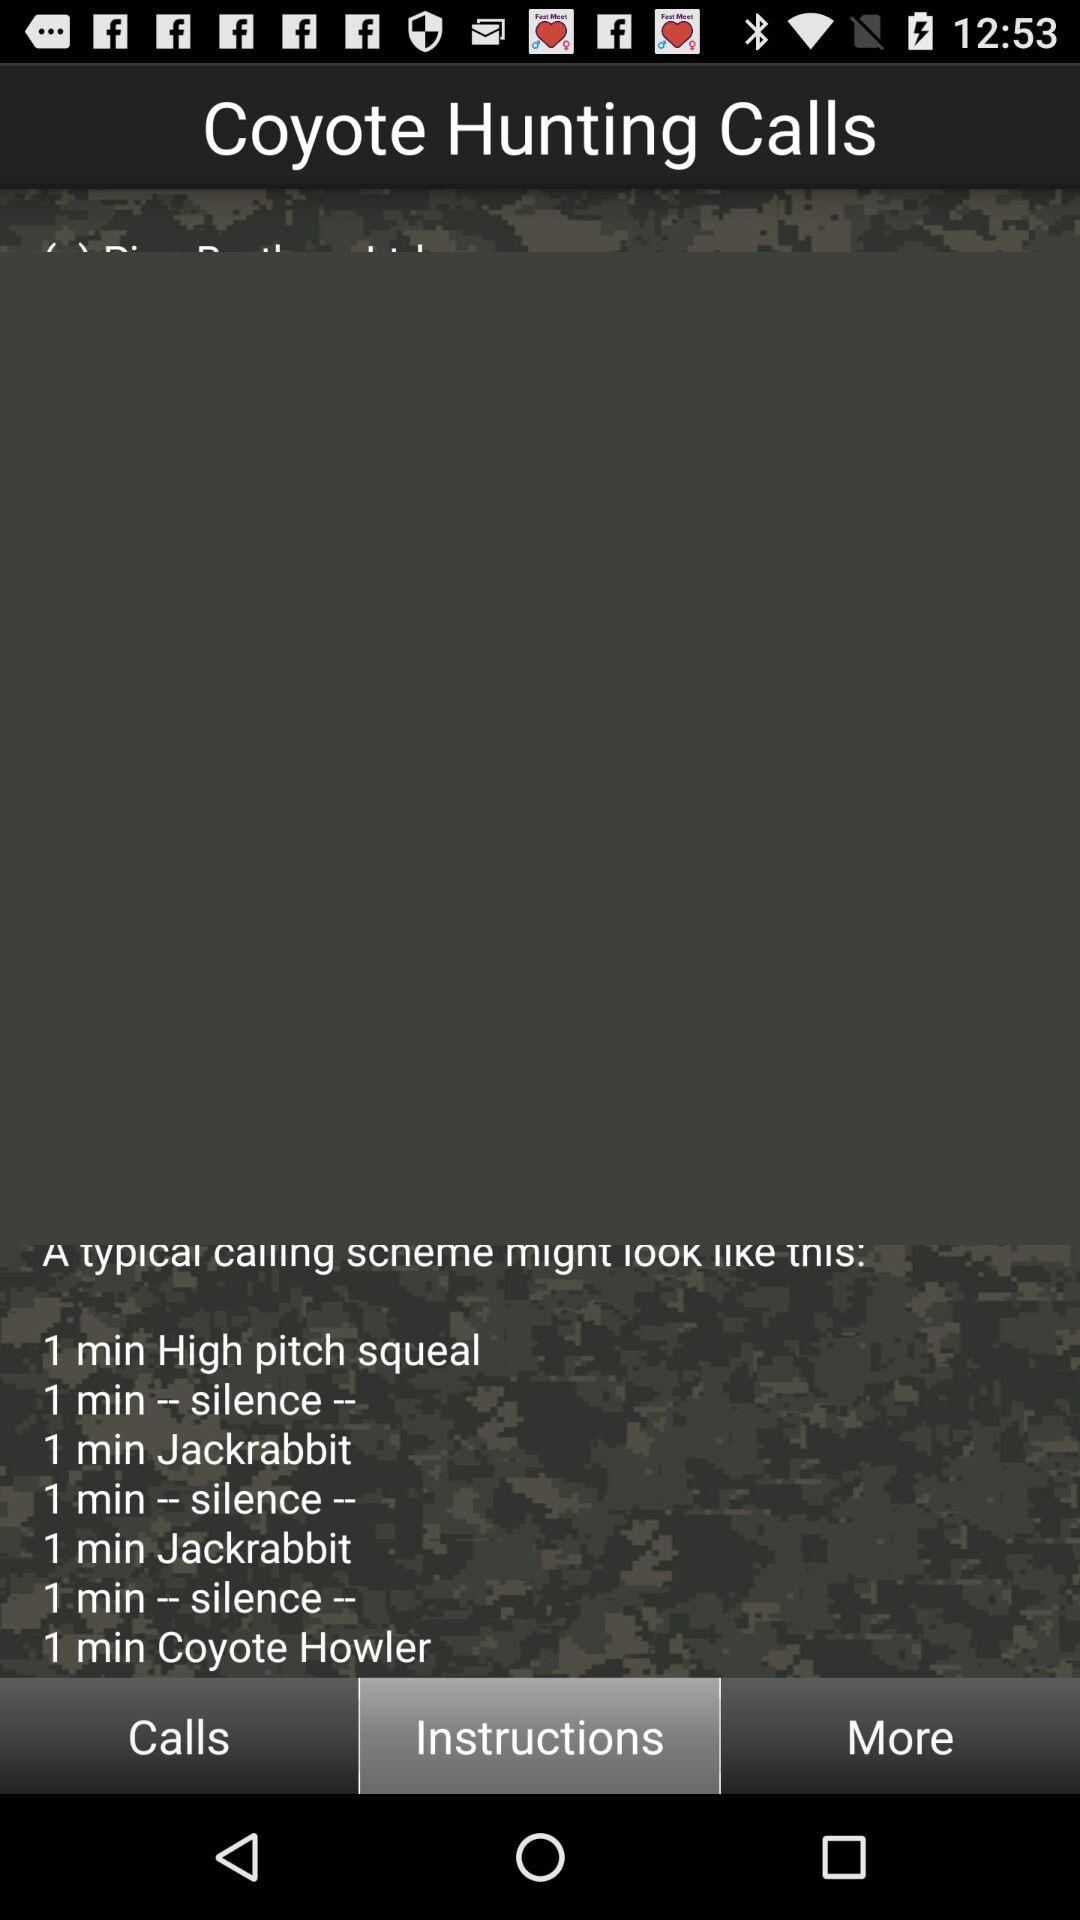 12:53
Coyote Hunting Calls
A typical calling scheme might look like this:
1 min High pitch squeal
1 min -- silence --
1 min Jackrabbit
1 min -- silence --
1 min Jackrabbit
1 min -- silence --
1 min Coyote Howler
Calls
Instructions
More